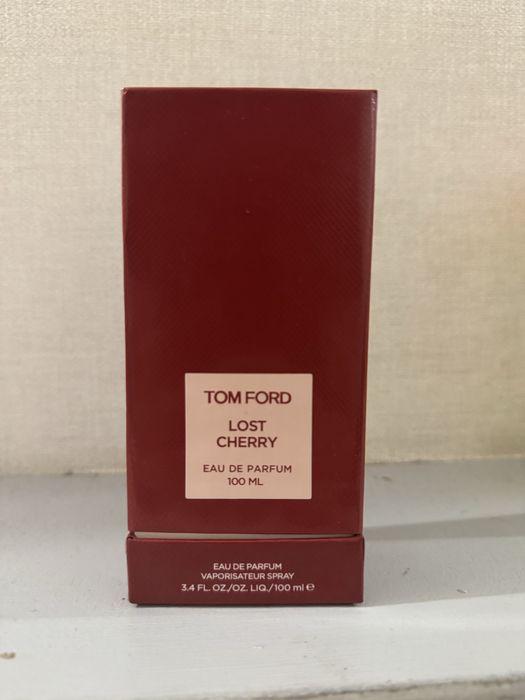 TOM FORD
LOST
CHERRY
EAU DE PARFUM
100 ML
EAU DE PARFUM
VAPORISATEUR SPRAY
3.4 FL. OZ./OZ. LIQ./100 ml ℮